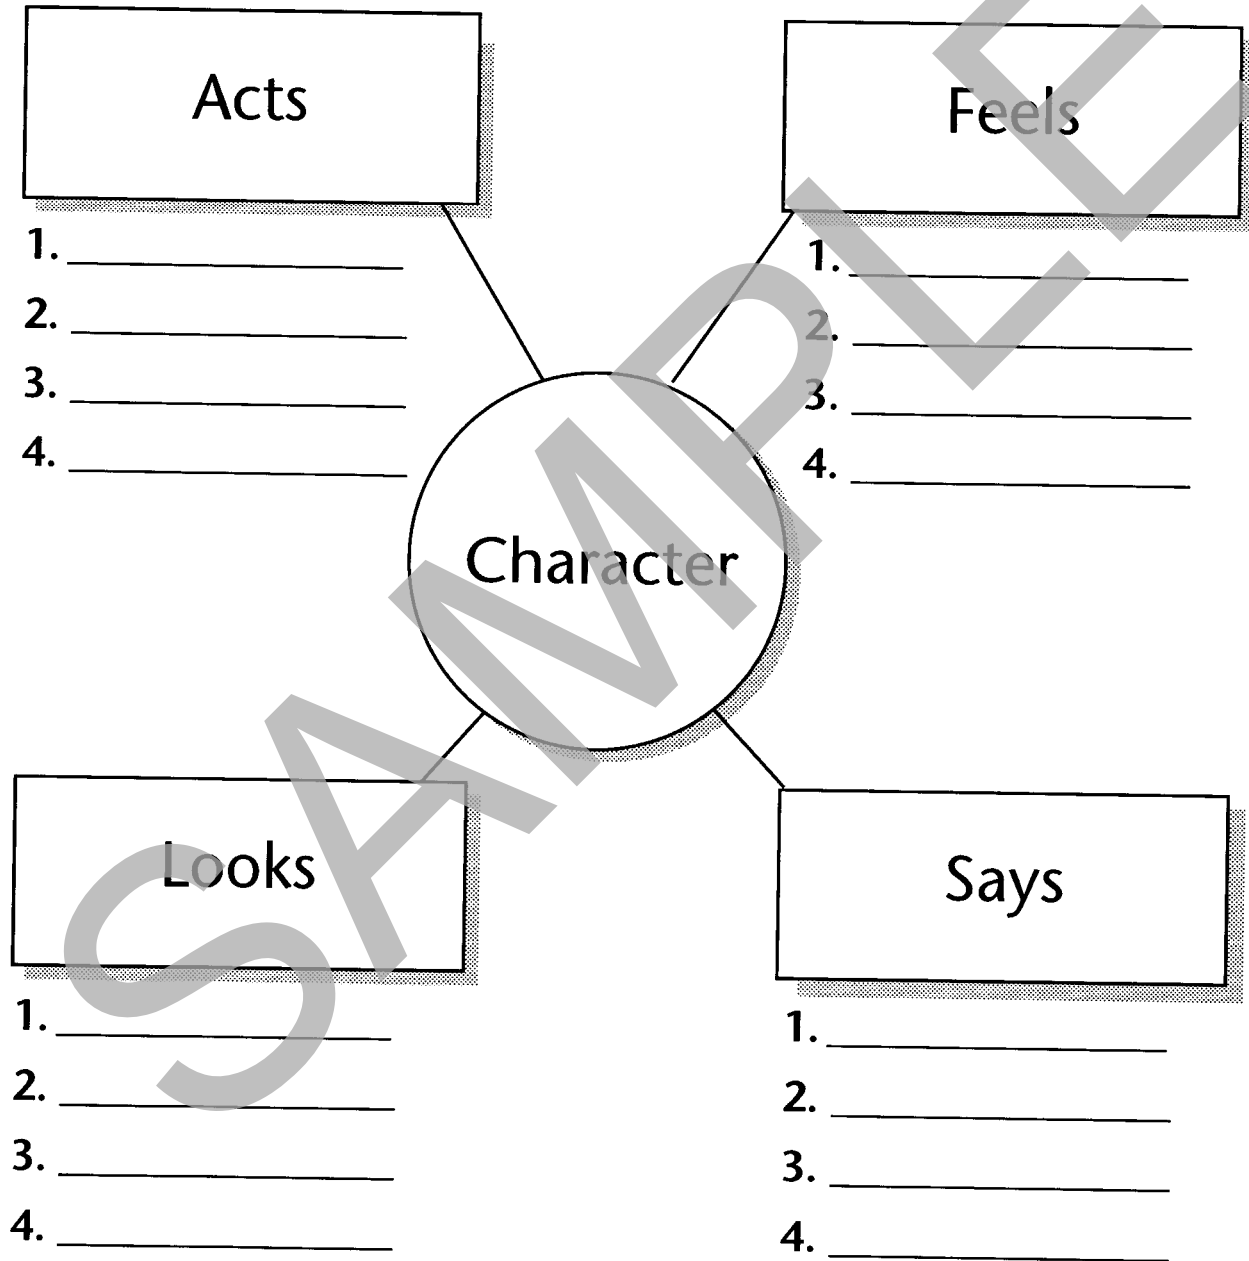 Acts
1.
2.
3.
4.
Feels
1.
2.
3.
4.
Character
Looks
1.
2.
3.
4.
Says
1.
2.
3.
4.
SAMPLE